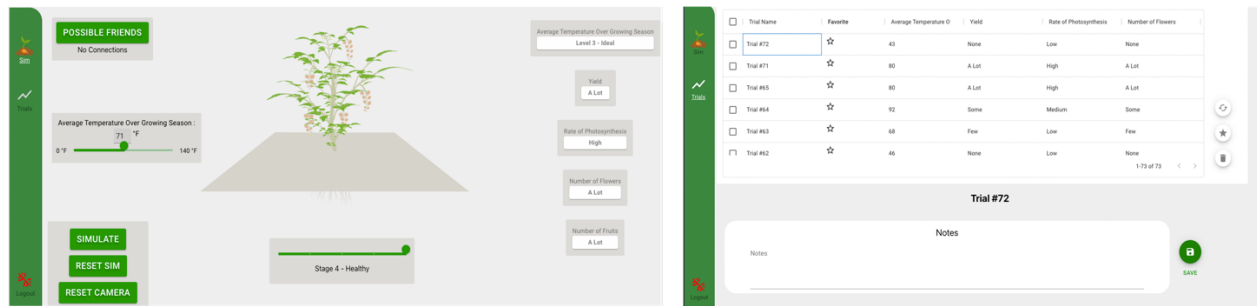 POSSIBLE FRIENDS
No Connections
Sim
Trials
Average Temperature Over Growing Season :
71 °F
0 °F 140 °F
SIMULATE
RESET SIM
RESET CAMERA
Logout
Stage 4 - Healthy
Average Temperature Over Growing Season
Level 3 - Ideal
Yield
A Lot
Rate of Photosynthesis
High
Number of Flowers
A Lot
Number of Fruits
A Lot
Sim
Trials
Logout
Trial Name Favorite Average Temperature O Yield Rate of Photosynthesis Number of Flowers
Trial #72 43 None Low None
Trial #71 80 A Lot High A Lot
Trial #65 80 A Lot High A Lot
Trial #64 92 Some Medium Some
Trial #63 68 Few Low Few
Trial #62 46 None Low None
1-73 of 73
Trial #72
Notes
Notes
SAVE